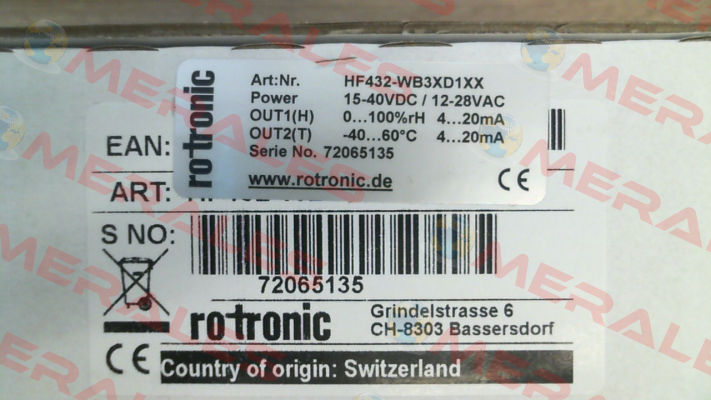 rotronic
Art:Nr. HF432-WB3XD1XX
Power 15-40VDC / 12-28VAC
OUT1(H) 0...100%rH 4...20mA
OUT2(T) -40...60°C 4...20mA
Serie No. 72065135
www.rotronic.de CE
EAN:
ART:
S NO:
72065135
rotronic
Grindelstrasse 6
CH-8303 Bassersdorf
CE Country of origin: Switzerland
MERALES